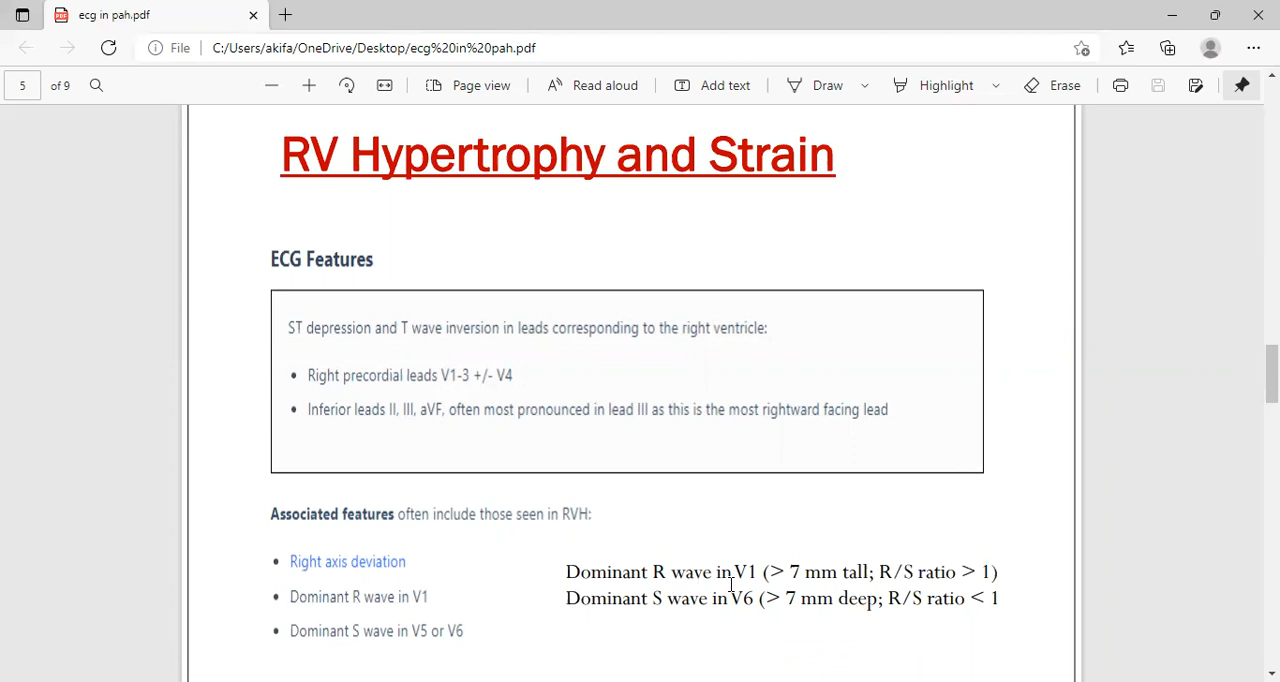 ecg in pah.pdf
File C:/Users/akifa/OneDrive/Desktop/ecg%20in%20pah.pdf
5 of 9 Page view Read aloud Add text Draw Highlight Erase
RV Hypertrophy and Strain
ECG Features
ST depression and T wave inversion in leads corresponding to the right ventricle:
• Right precordial leads V1-3 +/- V4
• Inferior leads II, III, aVF, often most pronounced in lead III as this is the most rightward facing lead
Associated features often include those seen in RVH:
• Right axis deviation
• Dominant R wave in V1
• Dominant S wave in V5 or V6
Dominant R wave in V1 (> 7 mm tall; R/S ratio > 1)
Dominant S wave in V6 (> 7 mm deep; R/S ratio < 1